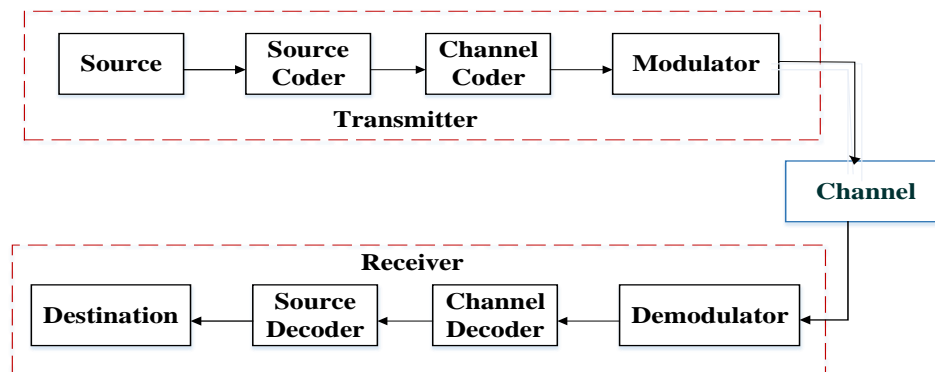 Source
Source
Coder
Channel
Coder
Modulator
Transmitter
Channel
Receiver
Destination
Source
Decoder
Channel
Decoder
Demodulator